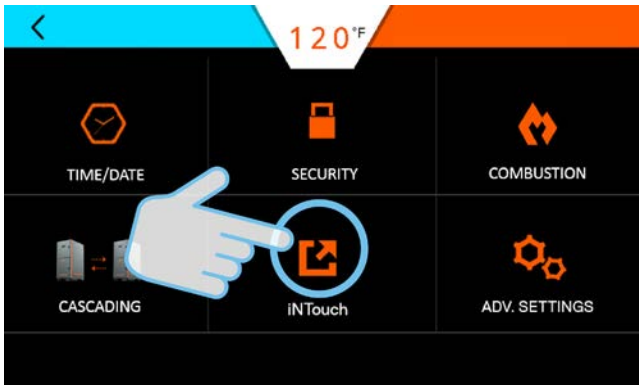 120°F
TIME/DATE
SECURITY
COMBUSTION
CASCADING
iNTouch
ADV. SETTINGS